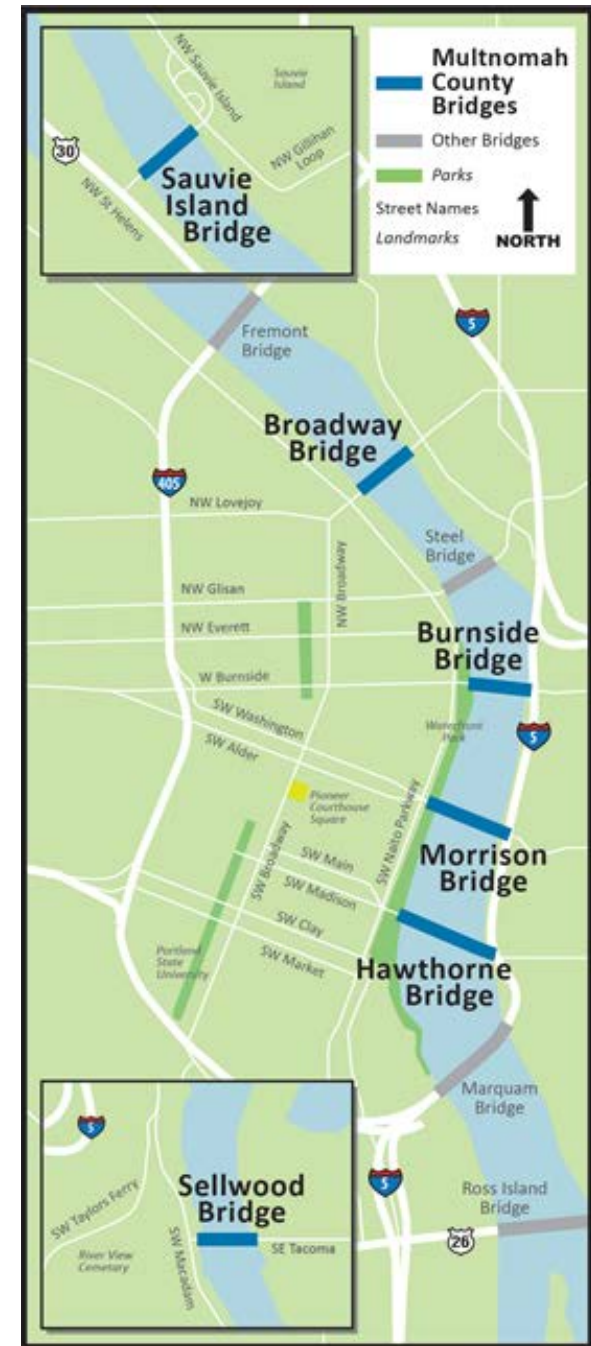 NW Sauvie Island
Sauvie
Island
30
NW Gillihan
Loop
NW St Helens
Sauvie
Island
Bridge
Multnomah
County
Bridges
Other Bridges
Parks
Street Names
Landmarks
NORTH
5
Fremont
Bridge
Broadway
Bridge
405
NW Lovejoy
Steel
Bridge
NW Broadway
NW Glisan
NW Everett
Burnside
Bridge
W Burnside
SW Washington
Waterfront
Park
5
SW Alder
Pioneer
Courthouse
Square
SW Naito Parkway
SW Broadway
Morrison
Bridge
SW Main
SW Madison
SW Clay
SW Market
Portland
State
University
Hawthorne
Bridge
Marquam
Bridge
5
Ross Island
Bridge
26
5
Sellwood
Bridge
SW Taylors Ferry
River View
Cemetery
SW Macadam
SE Tacoma